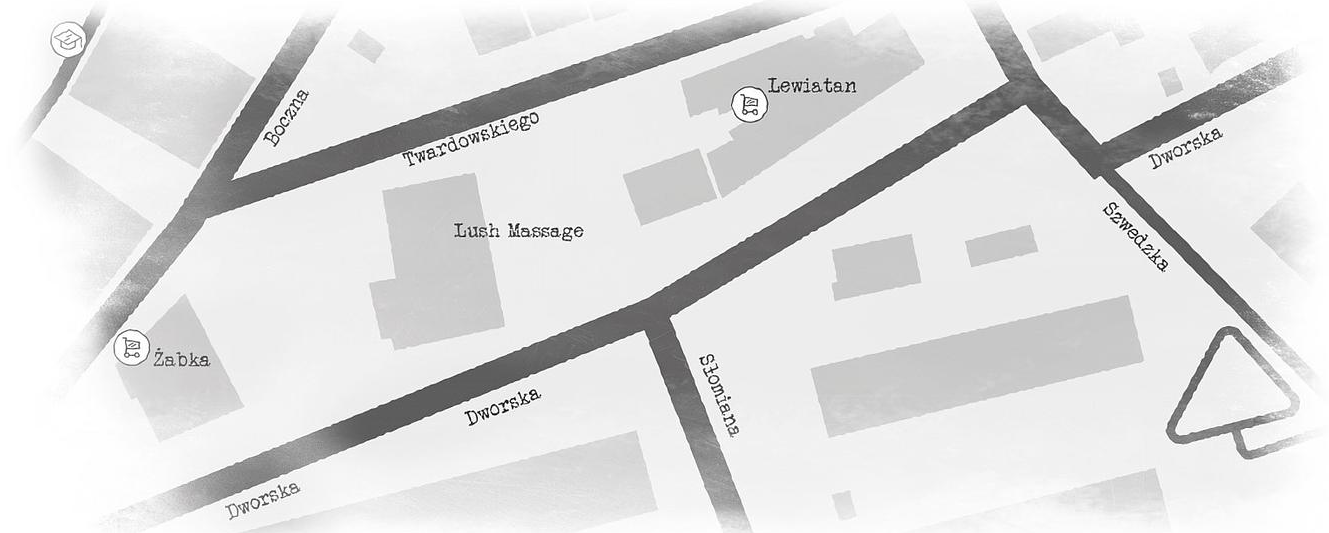 Lewiatan
Boczna
Twardowskiego
Dworska
Lush Massage
Szwedzka
Żabka
Słomiana
Dworska
Dworska